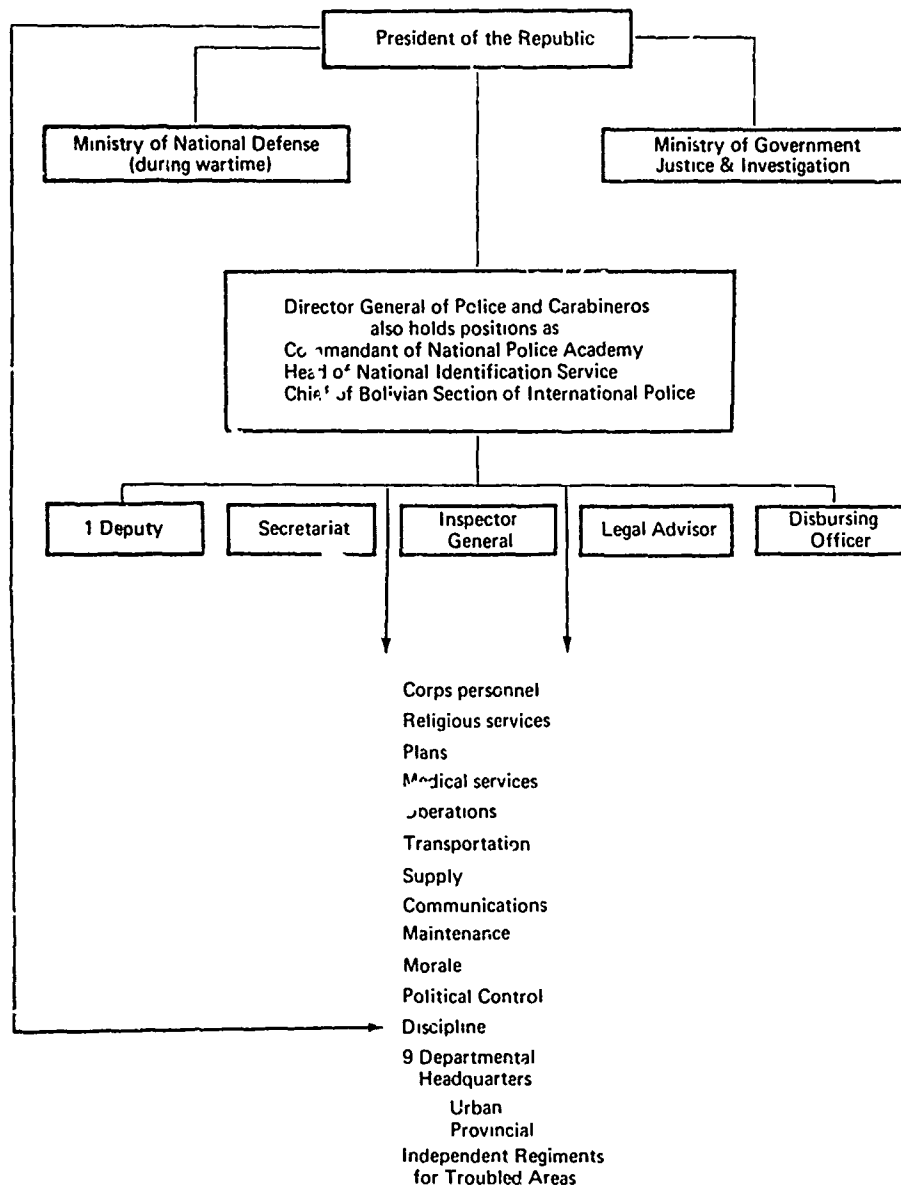 President of the Republic
Ministry of National Defense
(during wartime)
Ministry of Government
Justice & Investigation
Director General of Police and Carabineros
also holds positions as
Commandant of National Police Academy
Head of National Identification Service
Chief of Bolivian Section of International Police
1 Deputy
Secretariat
Inspector
General
Legal Advisor
Disbursing
Officer
Corps personnel
Religious services
Plans
Medical services
Operations
Transportation
Supply
Communications
Maintenance
Morale
Political Control
Discipline
9 Departmental
Headquarters
Urban
Provincial
Independent Regiments
for Troubled Areas